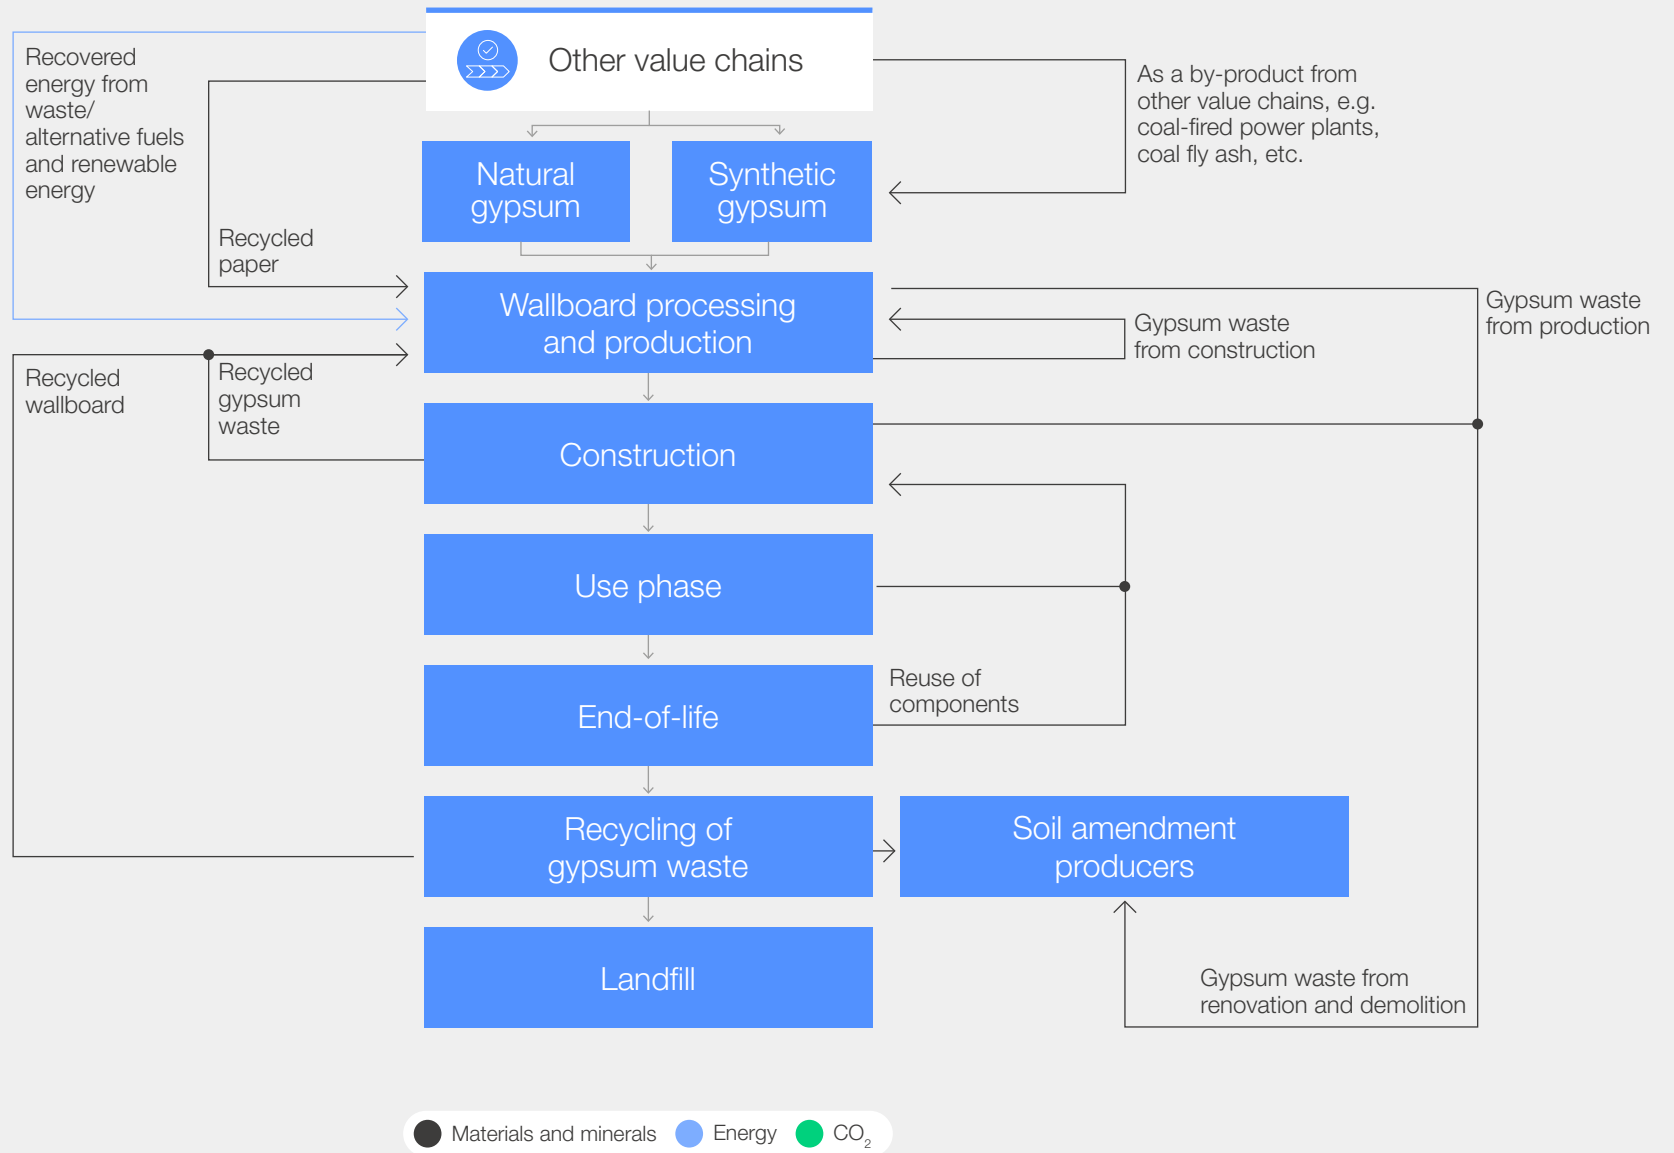 Other value chains
Recovered
energy from
waste/
alternative fuels
and renewable
energy
As a by-product from
other value chains, e.g.
coal-fired power plants,
coal fly ash, etc.
Natural
gypsum
Synthetic
gypsum
Recycled
paper
Wallboard processing
and production
Gypsum waste
from production
Gypsum waste
from construction
Recycled
wallboard
Recycled
gypsum
waste
Construction
Use phase
End-of-life
Reuse of
components
Recycling of
gypsum waste
Soil amendment
producers
Landfill
Gypsum waste from
renovation and demolition
Materials and minerals
Energy
CO₂